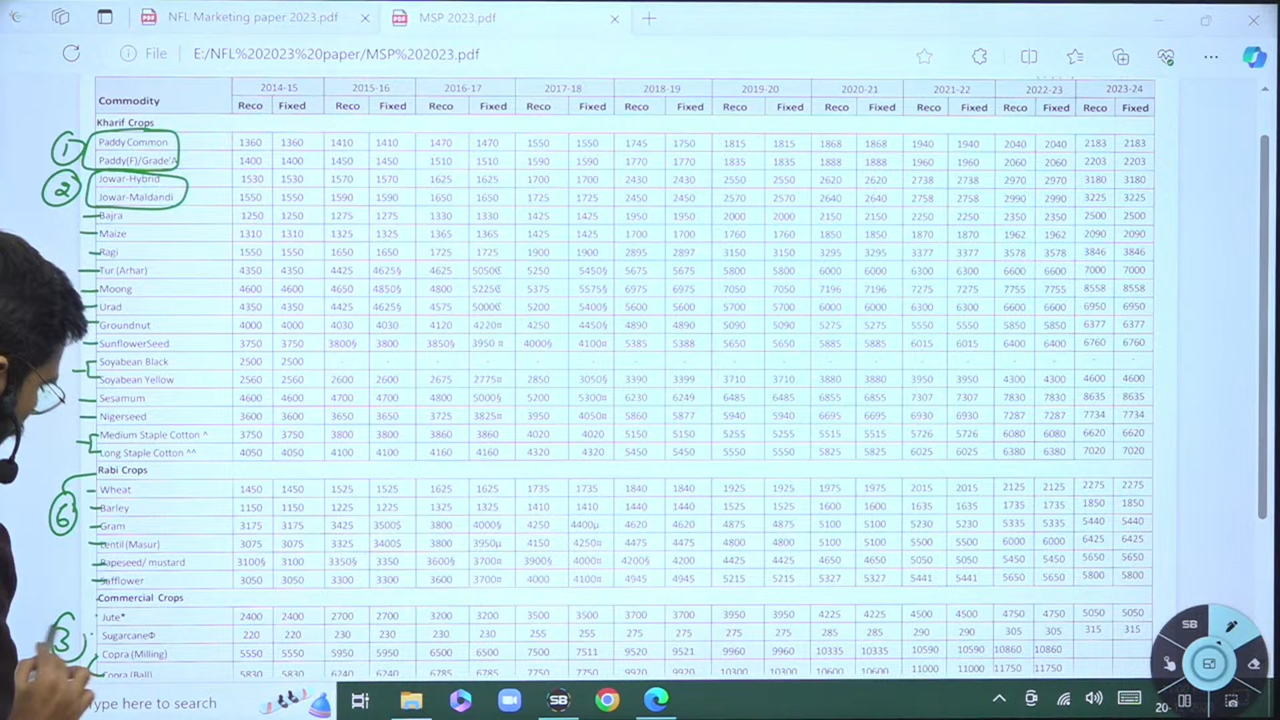 NFL Marketing paper 2023.pdf MSP 2023.pdf
File E:/NFL%202023%20paper/MSP%202023.pdf
Commodity 2014-15 2015-16 2016-17 2017-18 2018-19 2019-20 2020-21 2021-22 2022-23 2023-24
Reco Fixed Reco Fixed Reco Fixed Reco Fixed Reco Fixed Reco Fixed Reco Fixed Reco Fixed Reco Fixed Reco Fixed
Kharif Crops
1 Paddy Common 1360 1360 1410 1410 1470 1470 1550 1550 1745 1750 1815 1815 1868 1868 1940 1940 2040 2040 2183 2183
Paddy(F)/Grade'A 1400 1400 1450 1450 1510 1510 1590 1590 1770 1770 1835 1835 1888 1888 1960 1960 2060 2060 2203 2203
2 Jowar-Hybrid 1530 1530 1570 1570 1625 1625 1700 1700 2430 2430 2550 2550 2620 2620 2738 2738 2970 2970 3180 3180
Jowar-Maldandi 1550 1550 1590 1590 1650 1650 1725 1725 2450 2450 2570 2570 2640 2640 2758 2758 2990 2990 3225 3225
Bajra 1250 1250 1275 1275 1330 1330 1425 1425 1950 1950 2000 2000 2150 2150 2250 2250 2350 2350 2500 2500
Maize 1310 1310 1325 1325 1365 1365 1425 1425 1700 1700 1760 1760 1850 1850 1870 1870 1962 1962 2090 2090
Ragi 1550 1550 1650 1650 1725 1725 1900 1900 2895 2897 3150 3150 3295 3295 3377 3377 3578 3578 3846 3846
Tur (Arhar) 4350 4350 4425 4625§ 4625 5050₡ 5250 5450§ 5675 5675 5800 5800 6000 6000 6300 6300 6600 6600 7000 7000
Moong 4600 4600 4650 4850§ 4800 5225₡ 5375 5575§ 6975 6975 7050 7050 7196 7196 7275 7275 7755 7755 8558 8558
Urad 4350 4350 4425 4625§ 4575 5000₡ 5200 5400§ 5600 5600 5700 5700 6000 6000 6300 6300 6600 6600 6950 6950
Groundnut 4000 4000 4030 4030 4120 4220¤ 4250 4450§ 4890 4890 5090 5090 5275 5275 5550 5550 5850 5850 6377 6377
SunflowerSeed 3750 3750 3800§ 3800 3850§ 3950 ¤ 4000§ 4100¤ 5385 5388 5650 5650 5885 5885 6015 6015 6400 6400 6760 6760
Soyabean Black 2500 2500 - - - - - - - - - - - - - - - - - -
Soyabean Yellow 2560 2560 2600 2600 2675 2775¤ 2850 3050§ 3390 3399 3710 3710 3880 3880 3950 3950 4300 4300 4600 4600
Sesamum 4600 4600 4700 4700 4800 5000§ 5200 5300¤ 6230 6249 6485 6485 6855 6855 7307 7307 7830 7830 8635 8635
Nigerseed 3600 3600 3650 3650 3725 3825¤ 3950 4050¤ 5860 5877 5940 5940 6695 6695 6930 6930 7287 7287 7734 7734
Medium Staple Cotton ^ 3750 3750 3800 3800 3860 3860 4020 4020 5150 5150 5255 5255 5515 5515 5726 5726 6080 6080 6620 6620
Long Staple Cotton ^^ 4050 4050 4100 4100 4160 4160 4320 4320 5450 5450 5550 5550 5825 5825 6025 6025 6380 6380 7020 7020
Rabi Crops
Wheat 1450 1450 1525 1525 1625 1625 1735 1735 1840 1840 1925 1925 1975 1975 2015 2015 2125 2125 2275 2275
6 Barley 1150 1150 1225 1225 1325 1325 1410 1410 1440 1440 1525 1525 1600 1600 1635 1635 1735 1735 1850 1850
Gram 3175 3175 3425 3500$ 3800 4000§ 4250 4400µ 4620 4620 4875 4875 5100 5100 5230 5230 5335 5335 5440 5440
Lentil (Masur) 3075 3075 3325 3400$ 3800 3950µ 4150 4250¤ 4475 4475 4800 4800 5100 5100 5500 5500 6000 6000 6425 6425
Rapeseed/ mustard 3100§ 3100 3350§ 3350 3600§ 3700¤ 3900§ 4000¤ 4200§ 4200 4425 4425 4650 4650 5050 5050 5450 5450 5650 5650
Safflower 3050 3050 3300 3300 3600 3700¤ 4000 4100¤ 4945 4945 5215 5215 5327 5327 5441 5441 5650 5650 5800 5800
Commercial Crops
Jute* 2400 2400 2700 2700 3200 3200 3500 3500 3700 3700 3950 3950 4225 4225 4500 4500 4750 4750 5050 5050
3 SugarcaneΦ 220 220 230 230 230 230 255 255 275 275 275 275 285 285 290 290 305 305 315 315
Copra (Milling) 5550 5550 5950 5950 6500 6500 7500 7511 9520 9521 9960 9960 10335 10335 10590 10590 10860 10860
Copra (Ball) 5830 5830 6240 6240 6785 6785 7750 7750 9920 9920 10300 10300 10600 10600 11000 11000 11750 11750
SB
ype here to search SB 20-